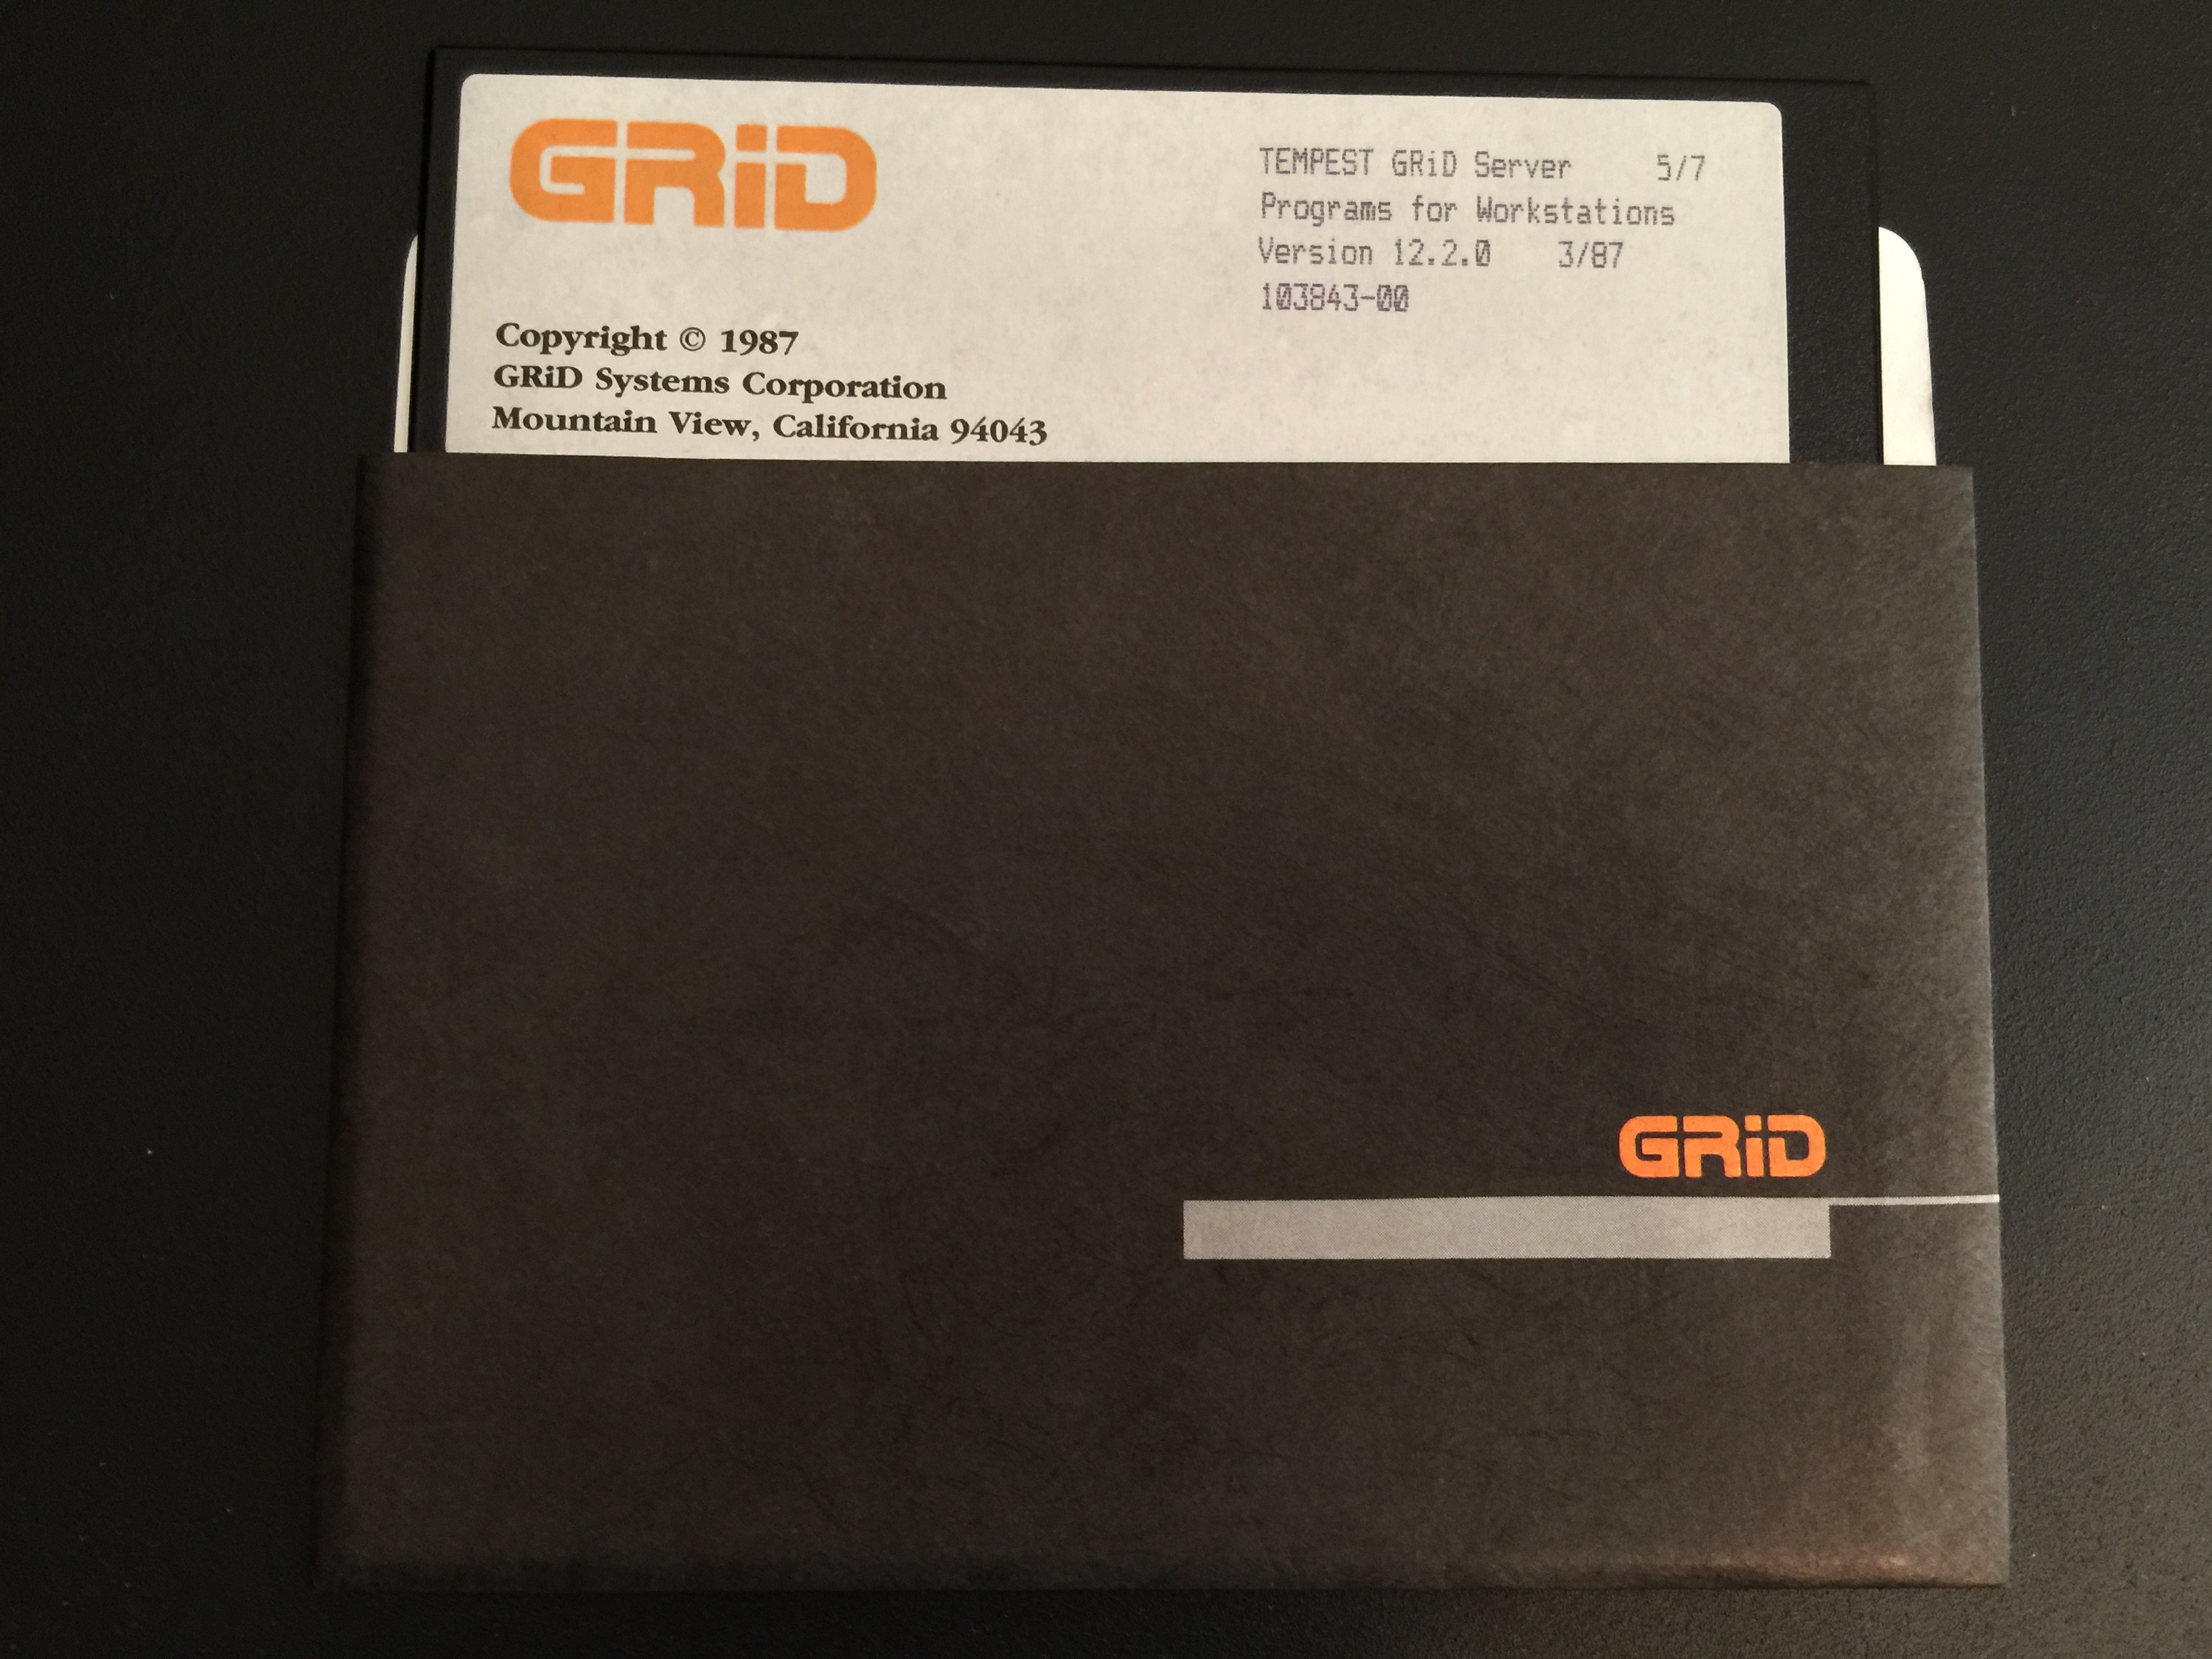 GRiD
TEMPEST GRiD Server 5/7
Programs for Workstations
Version 12.2.0 3/87
103843-00
Copyright © 1987
GRiD Systems Corporation
Mountain View, California 94043
GRiD